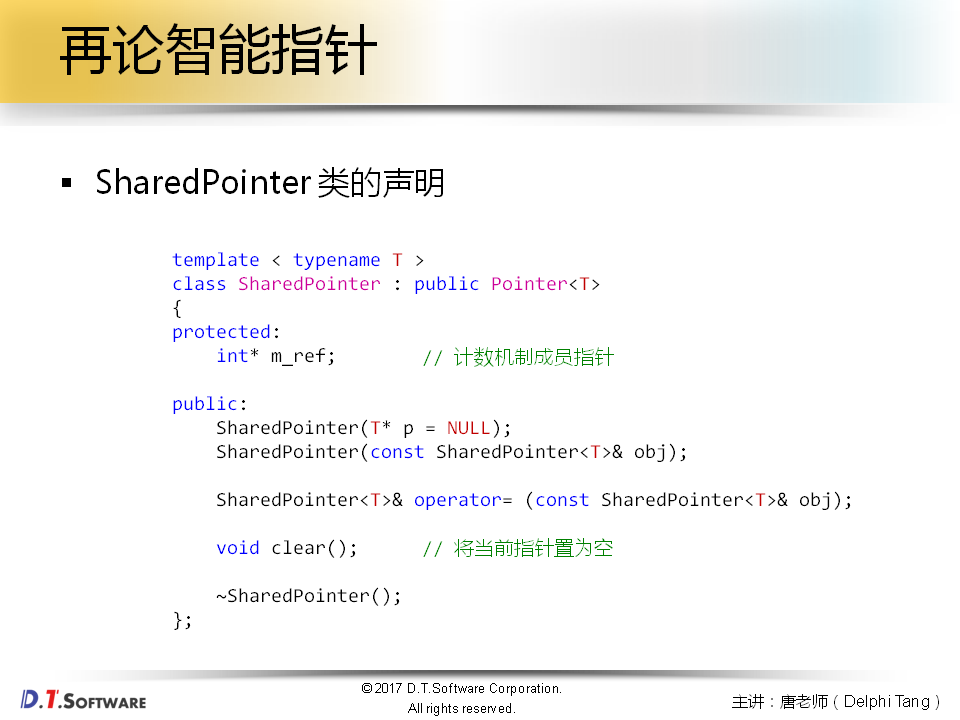 再论智能指针
▪ SharedPointer 类的声明
template < typename T >
class SharedPointer : public Pointer<T>
{
protected:
    int* m_ref;        // 计数机制成员指针
public:
    SharedPointer(T* p = NULL);
    SharedPointer(const SharedPointer<T>& obj);
    SharedPointer<T>& operator= (const SharedPointer<T>& obj);
    void clear();      // 将当前指针置为空
    ~SharedPointer();
};
D.T.SOFTWARE
©2017 D.T.Software Corporation.
All rights reserved.
主讲：唐老师（Delphi Tang）